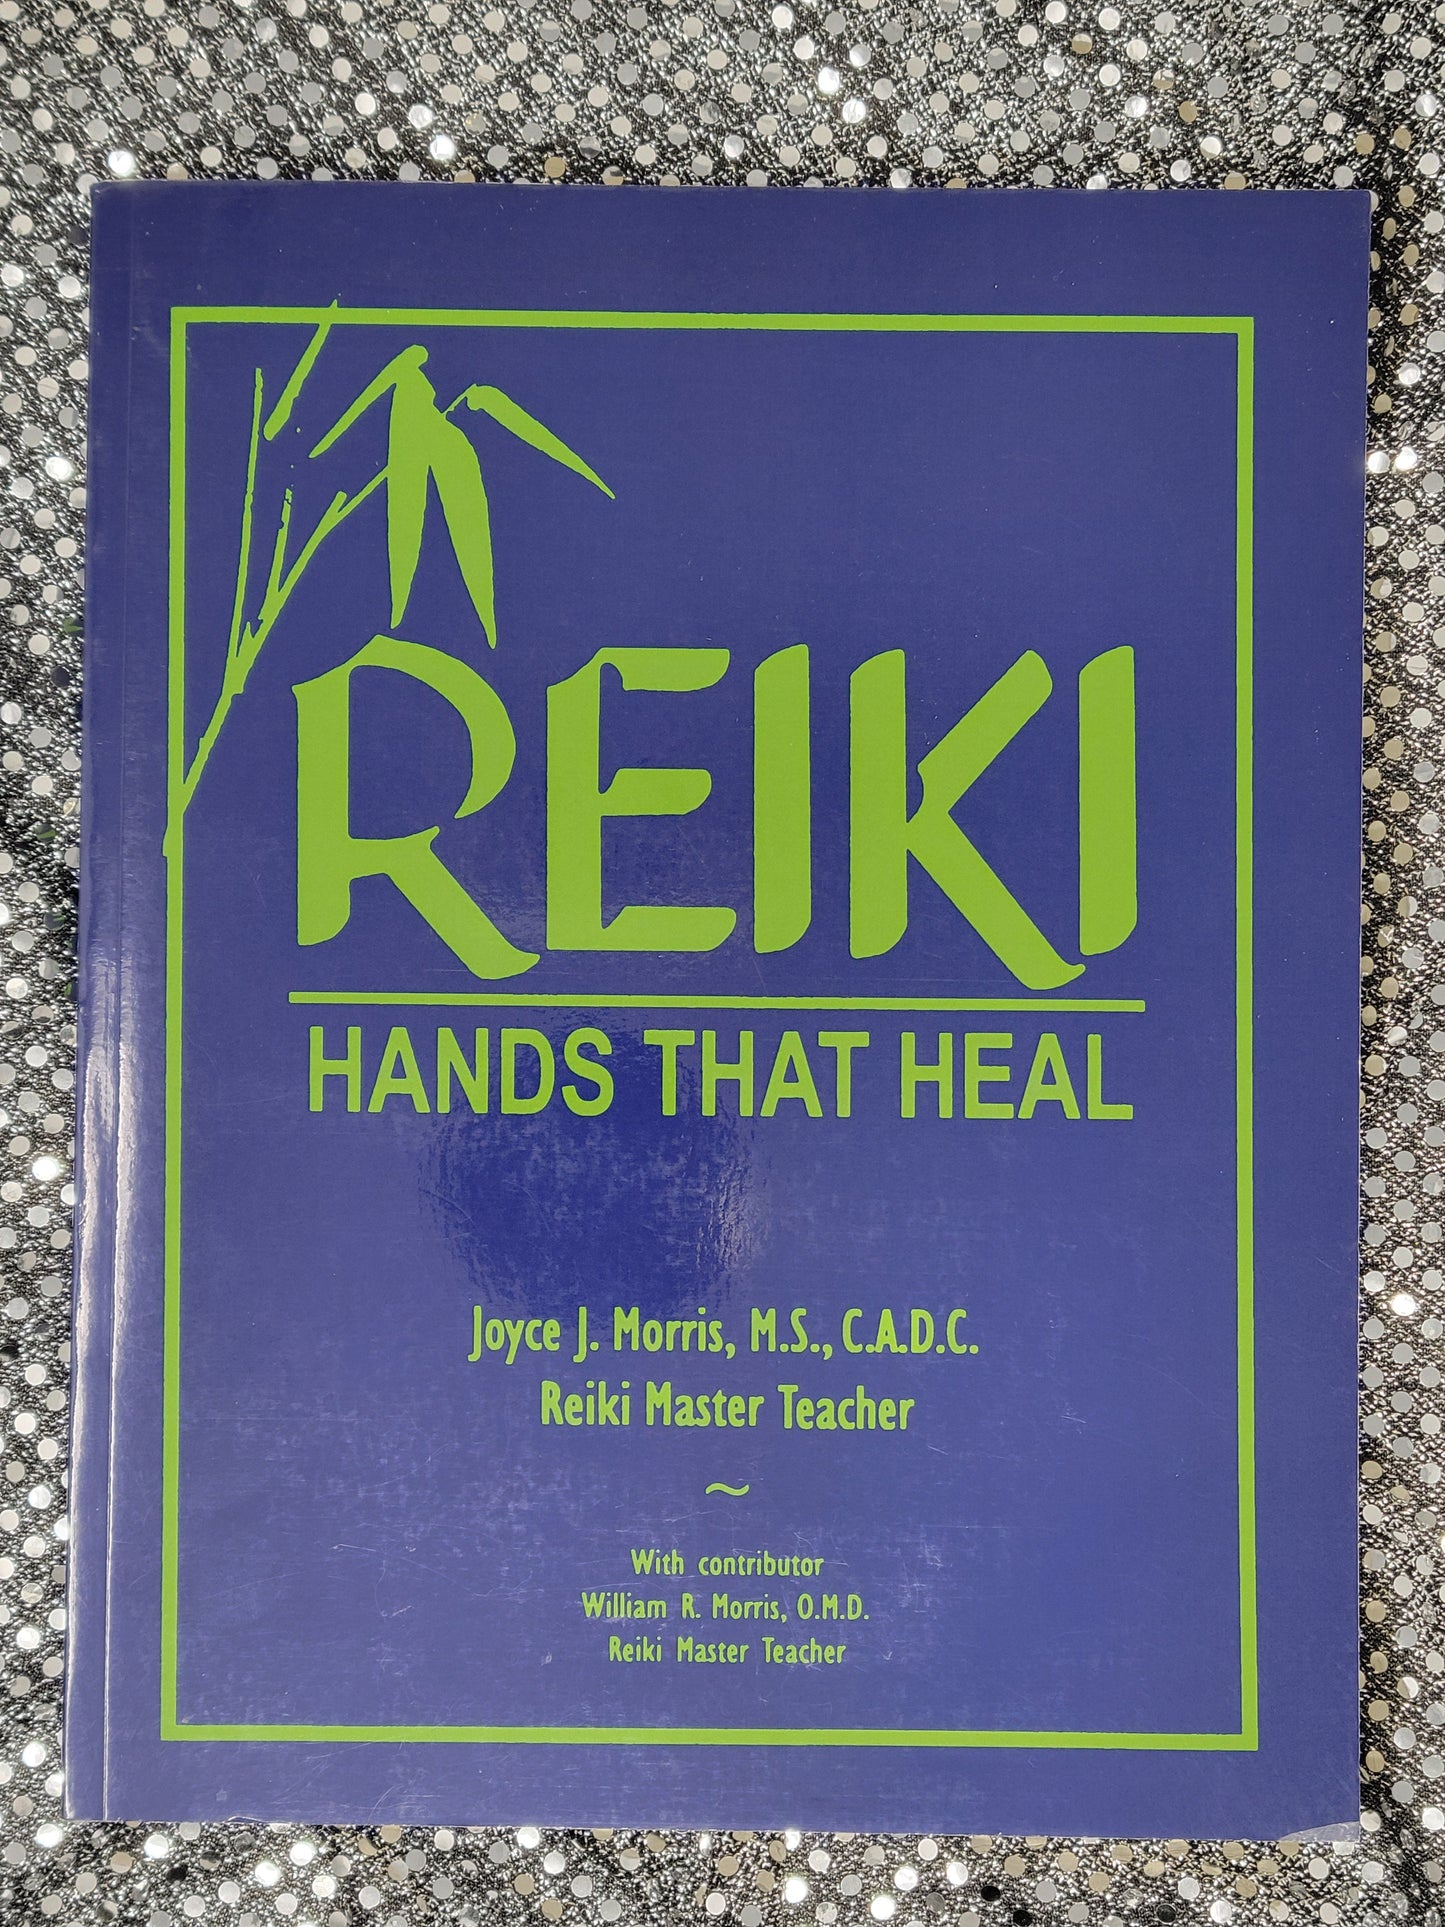 REIKI
HANDS THAT HEAL
Joyce J. Morris, M.S., C.A.D.C.
Reiki Master Teacher
~
With contributor
William R. Morris, O.M.D.
Reiki Master Teacher